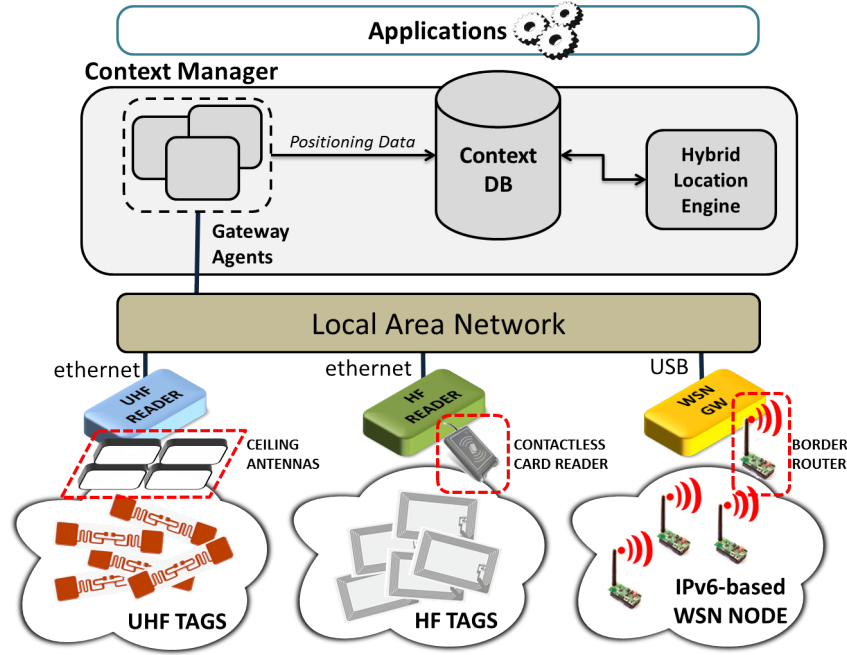 Applications
Context Manager
Positioning Data
Context
DB
Hybrid
Location
Engine
Gateway
Agents
Local Area Network
ethernet
ethernet
USB
UHF
READER
HF
READER
WSN
GW
CEILING
ANTENNAS
CONTACTLESS
CARD READER
BORDER
ROUTER
UHF TAGS
HF TAGS
IPv6-based
WSN NODE